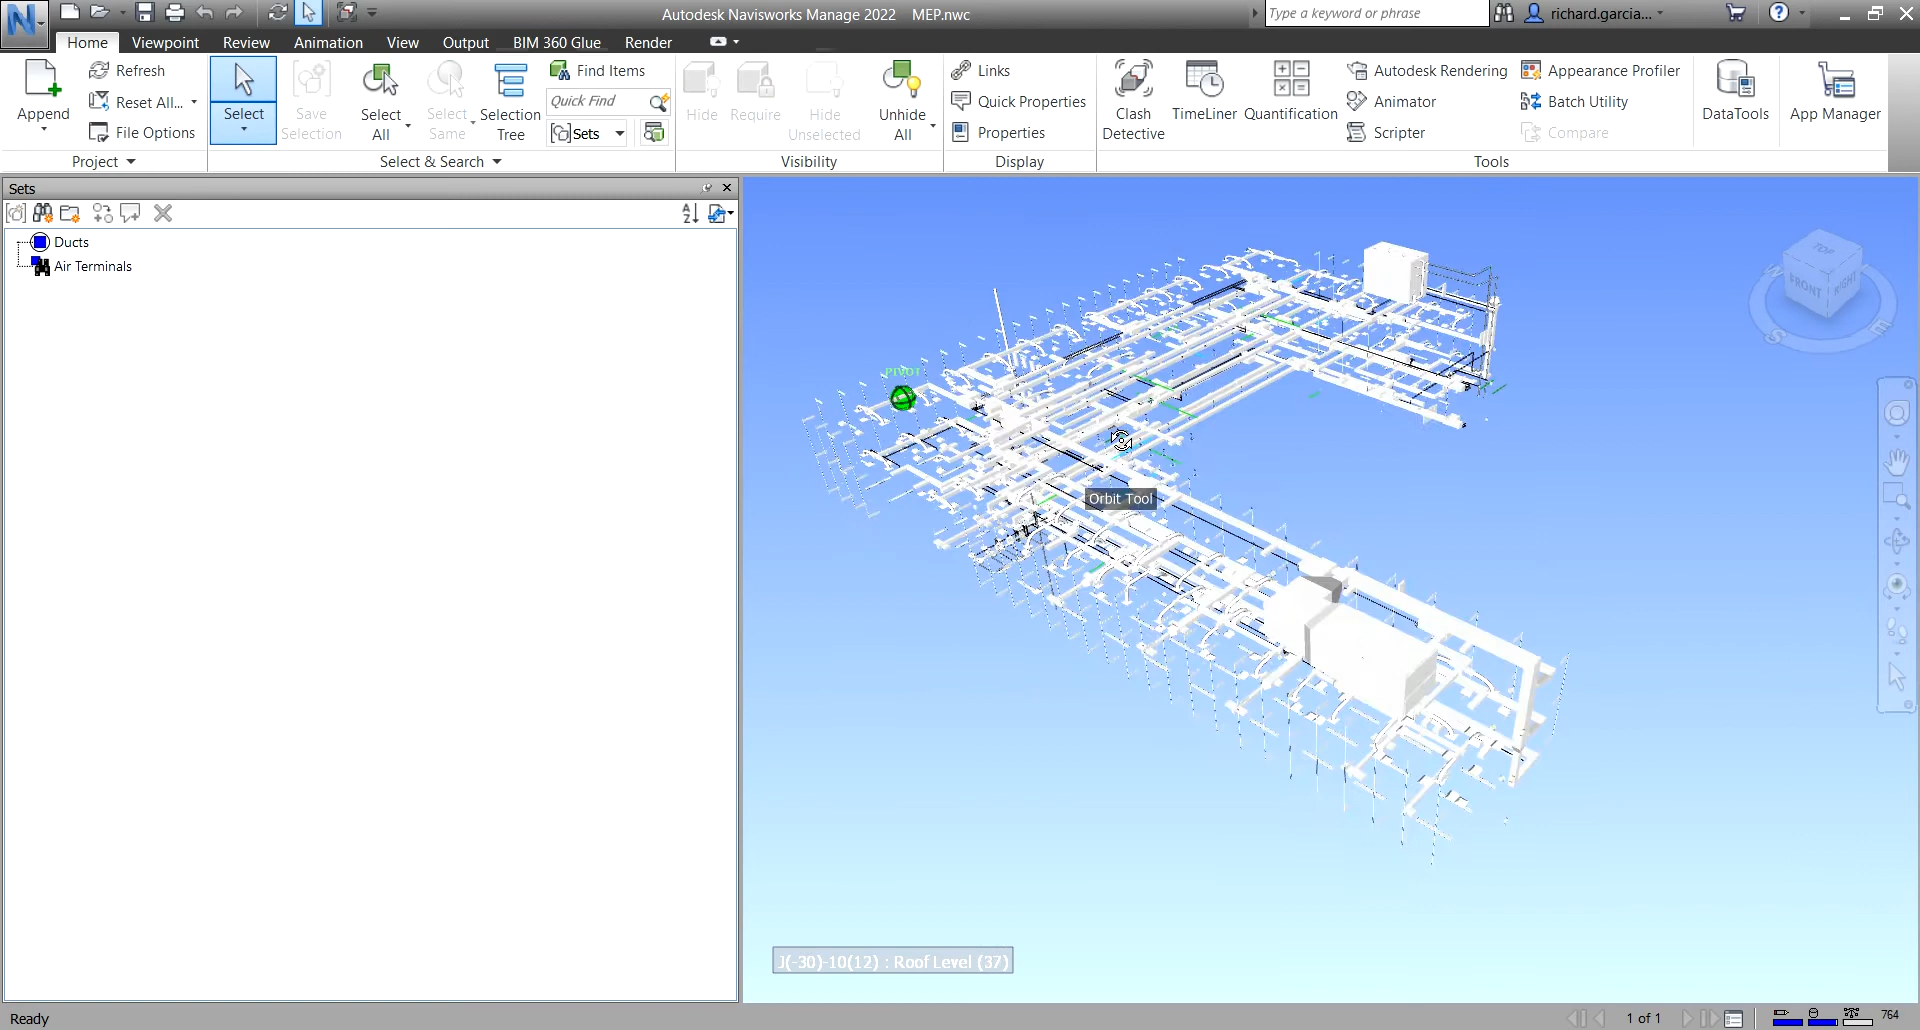 Autodesk Navisworks Manage 2022 MEP.nwc
Type a keyword or phrase
richard.garcia...
Home Viewpoint Review Animation View Output BIM 360 Glue Render
Append
Refresh
Reset All...
File Options
Project
Select
Save Selection
Select All
Select Same
Selection Tree
Find Items
Quick Find
Sets
Select & Search
Hide
Require
Hide Unselected
Unhide All
Visibility
Links
Quick Properties
Properties
Display
Clash Detective
TimeLiner
Quantification
Autodesk Rendering
Animator
Scripter
Appearance Profiler
Batch Utility
Compare
Tools
DataTools
App Manager
Sets
Ducts
Air Terminals
TOP
FRONT
RIGHT
W
S
E
PIVOT
Orbit Tool
J(-30)-10(12) : Roof Level (37)
Ready
1 of 1
764